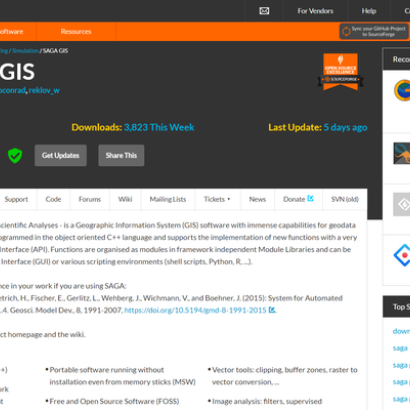 For Vendors Help
Software Resources
Sync your GitHub Project
to SourceForge
/ Simulation / SAGA GIS
GIS
oconrad, reklov_w
OPEN SOURCE
EXCELLENCE
SOURCEFORGE
Downloads: 3,823 This Week
Last Update: 5 days ago
Get Updates Share This
Support Code Forums Wiki Mailing Lists Tickets News Donate SVN (old)
Scientific Analyses - is a Geographic Information System (GIS) software with immense capabilities for geodata
programmed in the object oriented C++ language and supports the implementation of new functions with a very
Interface (API). Functions are organised as modules in framework independent Module Libraries and can be
Interface (GUI) or various scripting environments (shell scripts, Python, R, ...).
ence in your work if you are using SAGA:
etrich, H., Fischer, E., Gerlitz, L., Wehberg, J., Wichmann, V., and Boehner, J. (2015): System for Automated
.4. Geosci. Model Dev., 8, 1991-2007, https://doi.org/10.5194/gmd-8-1991-2015
ct homepage and the wiki.
Reco
Top S
down
saga
saga
saga
saga
Portable software running without
installation even from memory sticks (MSW)
Vector tools: clipping, buffer zones, raster to
vector conversion, ...
Free and Open Source Software (FOSS)
Image analysis: filters, supervised